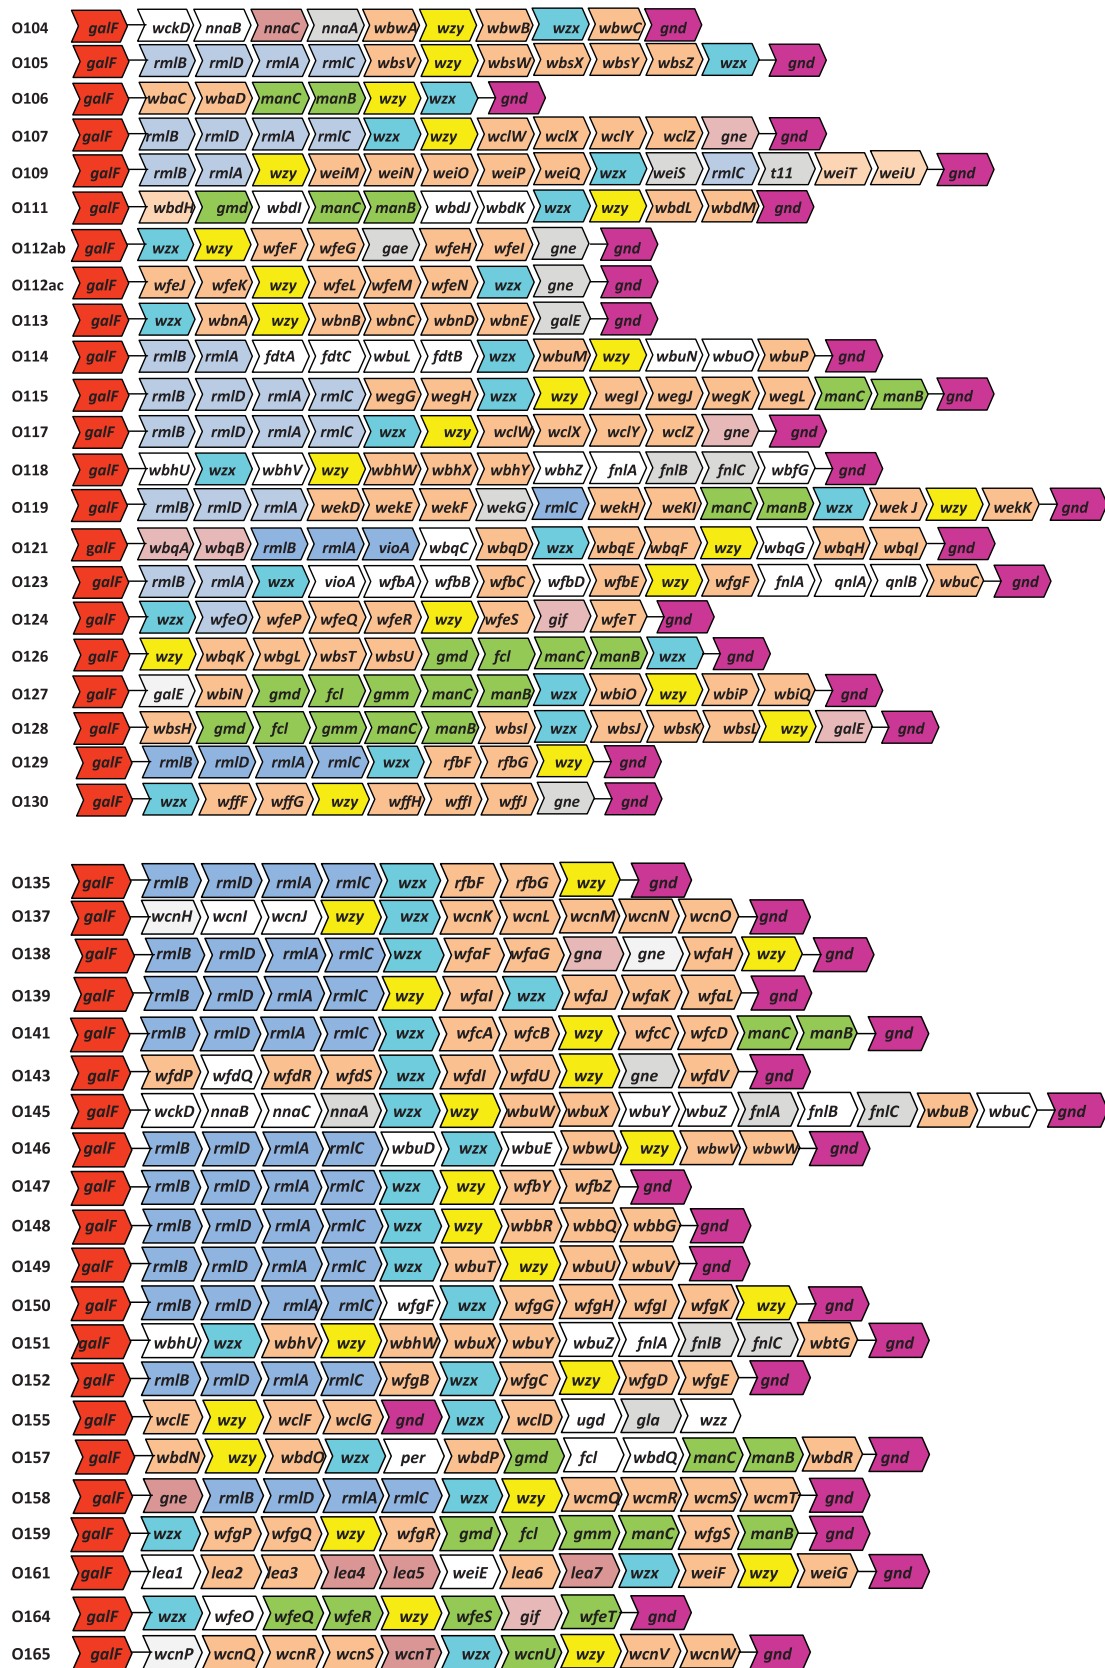 O104 galF wckD nnaB nnaC nnaA wbwA wzy wbwB wzx wbwC gnd
O105 galF rmlB rmlD rmlA rmlC wbsV wzy wbsW wbsX wbsY wbsZ wzx gnd
O106 galF wbaC wbaD manC manB wzy wzx gnd
O107 galF rmlB rmlD rmlA rmlC wzx wzy wclW wclX wclY wclZ gne gnd
O109 galF rmlB rmlA wzy weiM weiN weiO weiP weiQ wzx weiS rmlC t11 weiT weiU gnd
O111 galF wbdH gmd wbdI manC manB wbdJ wbdK wzx wzy wbdL wbdM gnd
O112ab galF wzx wzy wfeF wfeG gae wfeH wfeI gne gnd
O112ac galF wfeJ wfeK wzy wfeL wfeM wfeN wzx gne gnd
O113 galF wzx wbnA wzy wbnB wbnC wbnD wbnE galE gnd
O114 galF rmlB rmlA fdtA fdtC wbuL fdtB wzx wbuM wzy wbuN wbuO wbuP gnd
O115 galF rmlB rmlD rmlA rmlC wegG wegH wzx wzy wegI wegJ wegK wegL manC manB gnd
O117 galF rmlB rmlD rmlA rmlC wzx wzy wclW wclX wclY wclZ gne gnd
O118 galF wbhU wzx wbhV wzy wbhW wbhX wbhY wbhZ fnlA fnlB fnlC wbfG gnd
O119 galF rmlB rmlD rmlA wekD wekE wekF wekG rmlC wekH wekI manC manB wzx wek J wzy wekK gnd
O121 galF wbqA wbqB rmlB rmlA vioA wbqC wbqD wzx wbqE wbqF wzy wbqG wbqH wbqI gnd
O123 galF rmlB rmlA wzx vioA wfbA wfbB wfbC wfbD wfbE wzy wfgF fnlA qnlA qnlB wbuC gnd
O124 galF wzx wfeO wfeP wfeQ wfeR wzy wfeS gif wfeT gnd
O126 galF wzy wbqK wbgL wbsT wbsU gmd fcl manC manB wzx gnd
O127 galF galE wbiN gmd fcl gmm manC manB wzx wbiO wzy wbiP wbiQ gnd
O128 galF wbsH gmd fcl gmm manC manB wbsI wzx wbsJ wbsK wbsL wzy galE gnd
O129 galF rmlB rmlD rmlA rmlC wzx rfbF rfbG wzy gnd
O130 galF wzx wffF wffG wzy wffH wffI wffJ gne gnd
O135 galF rmlB rmlD rmlA rmlC wzx rfbF rfbG wzy gnd
O137 galF wcnH wcnI wcnJ wzy wzx wcnK wcnL wcnM wcnN wcnO gnd
O138 galF rmlB rmlD rmlA rmlC wzx wfaF wfaG gna gne wfaH wzy gnd
O139 galF rmlB rmlD rmlA rmlC wzy wfaI wzx wfaJ wfaK wfaL gnd
O141 galF rmlB rmlD rmlA rmlC wzx wfcA wfcB wzy wfcC wfcD manC manB gnd
O143 galF wfdP wfdQ wfdR wfdS wzx wfdI wfdU wzy gne wfdV gnd
O145 galF wckD nnaB nnaC nnaA wzx wzy wbuW wbuX wbuY wbuZ fnlA fnlB fnlC wbuB wbuC gnd
O146 galF rmlB rmlD rmlA rmlC wbuD wzx wbuE wbwU wzy wbwV wbwW gnd
O147 galF rmlB rmlD rmlA rmlC wzx wzy wfbY wfbZ gnd
O148 galF rmlB rmlD rmlA rmlC wzx wzy wbbR wbbQ wbbG gnd
O149 galF rmlB rmlD rmlA rmlC wzx wbuT wzy wbuU wbuV gnd
O150 galF rmlB rmlD rmlA rmlC wfgF wzx wfgG wfgH wfgI wfgK wzy gnd
O151 galF wbhU wzx wbhV wzy wbhW wbuX wbuY wbuZ fnlA fnlB fnlC wbtG gnd
O152 galF rmlB rmlD rmlA rmlC wfgB wzx wfgC wzy wfgD wfgE gnd
O155 galF wclE wzy wclF wclG gnd wzx wclD ugd gla wzz
O157 galF wbdN wzy wbdO wzx per wbdP gmd fcl wbdQ manC manB wbdR gnd
O158 galF gne rmlB rmlD rmlA rmlC wzx wzy wcmQ wcmR wcmS wcmT gnd
O159 galF wzx wfgP wfgQ wzy wfgR gmd fcl gmm manC wfgS manB gnd
O161 galF lea1 lea2 lea3 lea4 lea5 weiE lea6 lea7 wzx weiF wzy weiG gnd
O164 galF wzx wfeO wfeQ wfeR wzy wfeS gif wfeT gnd
O165 galF wcnP wcnQ wcnR wcnS wcnT wzx wcnU wzy wcnV wcnW gnd